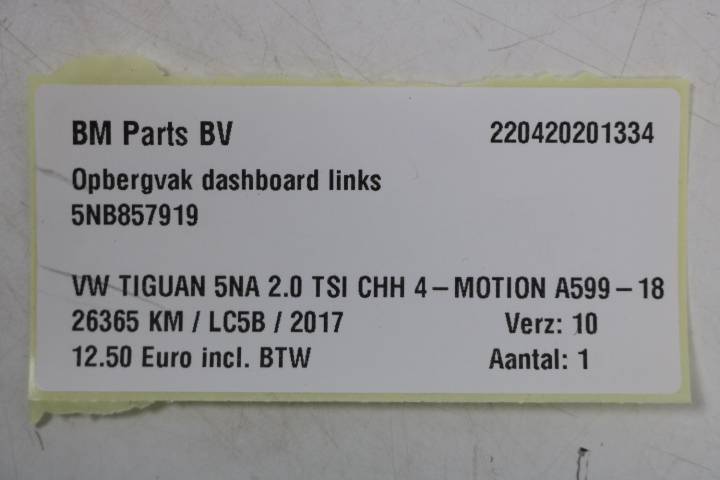 BM Parts BV 220420201334
Opbergvak dashboard links
5NB857919
VW TIGUAN 5NA 2.0 TSI CHH 4-MOTION A599-18
26365 KM / LC5B / 2017 Verz: 10
12.50 Euro incl. BTW Aantal: 1